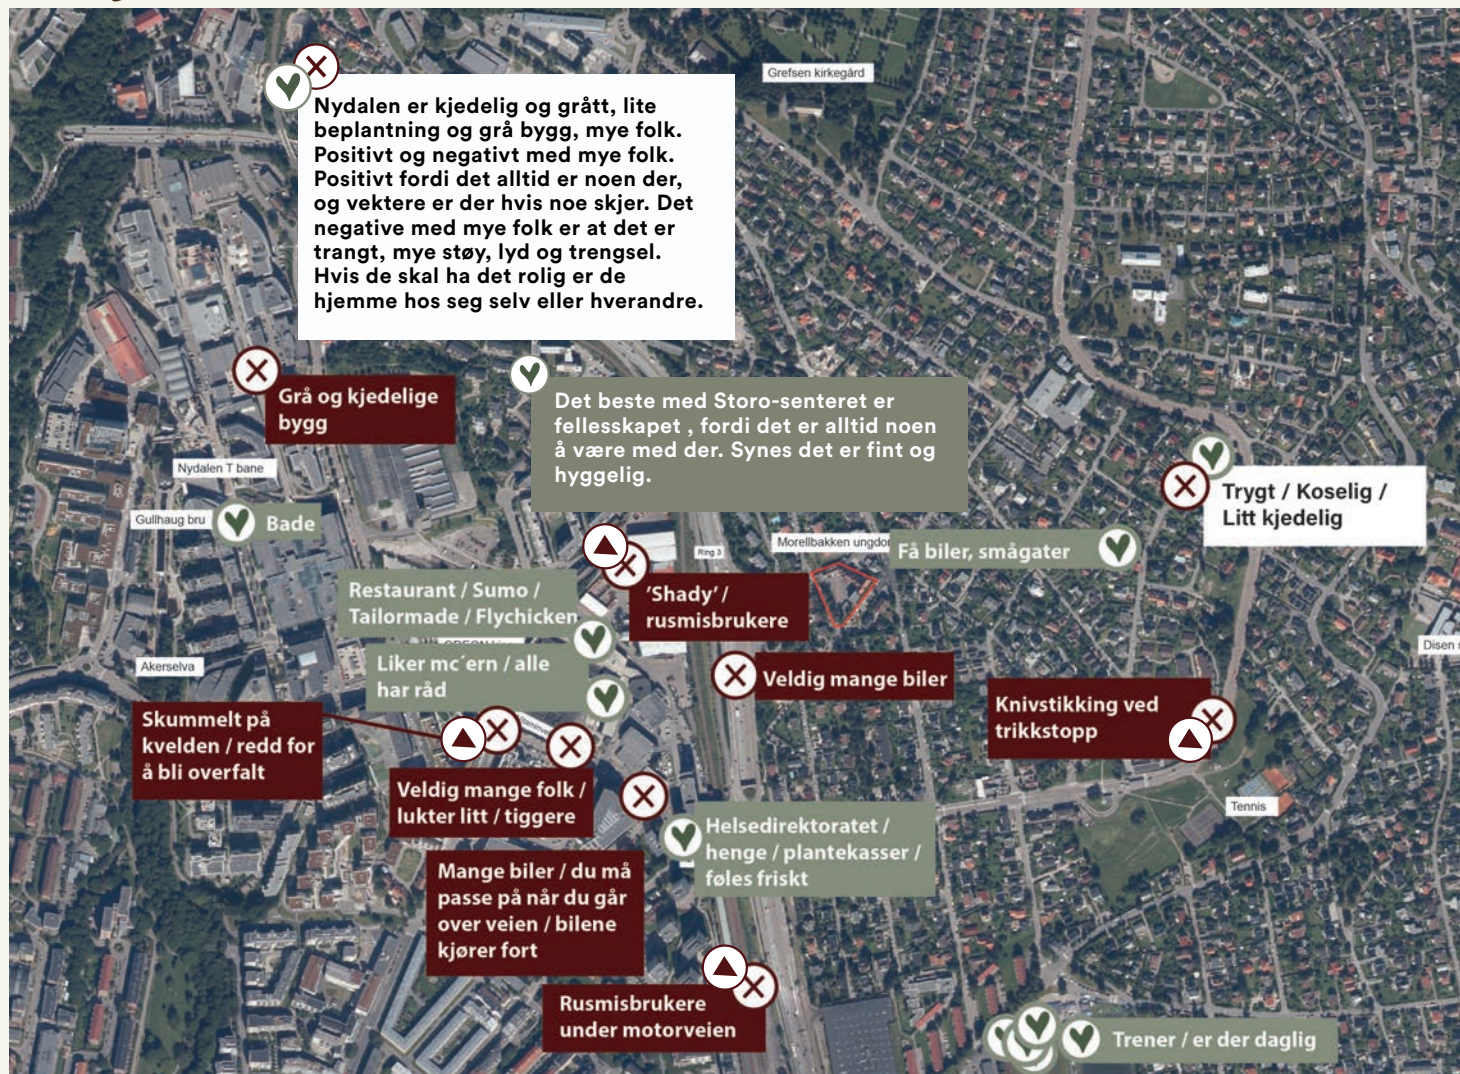 Grefsen kirkegård
Nydalen er kjedelig og grått, lite
beplantning og grå bygg, mye folk.
Positivt og negativt med mye folk.
Positivt fordi det alltid er noen der,
og vektere er der hvis noe skjer. Det
negative med mye folk er at det er
trangt, mye støy, lyd og trengsel.
Hvis de skal ha det rolig er de
hjemme hos seg selv eller hverandre.
Grå og kjedelige
bygg
Det beste med Storo-senteret er
fellesskapet , fordi det er alltid noen
å være med der. Synes det er fint og
hyggelig.
Nydalen T bane
Gullhaug bru
Bade
Trygt / Koselig /
Litt kjedelig
Ring 3
Morellbakken ungdo
Få biler, smågater
Restaurant / Sumo /
Tailormade / Flychicken
'Shady' /
rusmisbrukere
Liker mc´ern / alle
har råd
Akerselva
Disen s
Veldig mange biler
Skummelt på
kvelden / redd for
å bli overfalt
Knivstikking ved
trikkstopp
Veldig mange folk /
lukter litt / tiggere
Tennis
Helsedirektoratet /
henge / plantekasser /
føles friskt
Mange biler / du må
passe på når du går
over veien / bilene
kjører fort
Rusmisbrukere
under motorveien
Trener / er der daglig